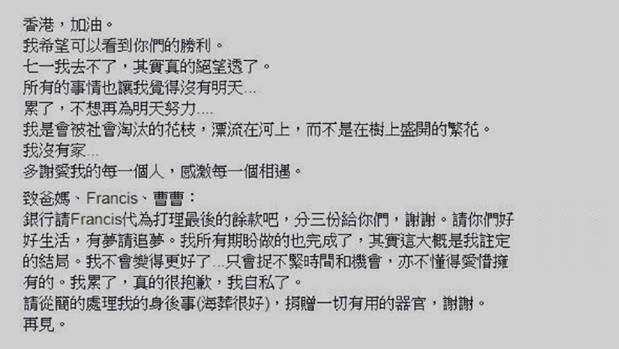 香港，加油。
我希望可以看到你們的勝利。
七一我去不了，其實真的絕望透了。
所有的事情也讓我覺得沒有明天...
累了，不想再為明天努力....
我是會被社會淘汰的花枝，漂流在河上，而不是在樹上盛開的繁花。
我沒有家...
多謝愛我的每一個人，感激每一個相遇。
致爸媽、Francis、曹曹：
銀行請Francis代為打理最後的餘款吧，分三份給你們，謝謝。請你們好
好生活，有夢請追夢。我所有期盼做的也完成了，其實這大概是我註定
的結局。我不會變得更好了...只會捉不緊時間和機會，亦不懂得愛惜擁
有的。我累了，真的很抱歉，我自私了。
請從簡的處理我的身後事(海葬很好)，捐贈一切有用的器官，謝謝。
再見。